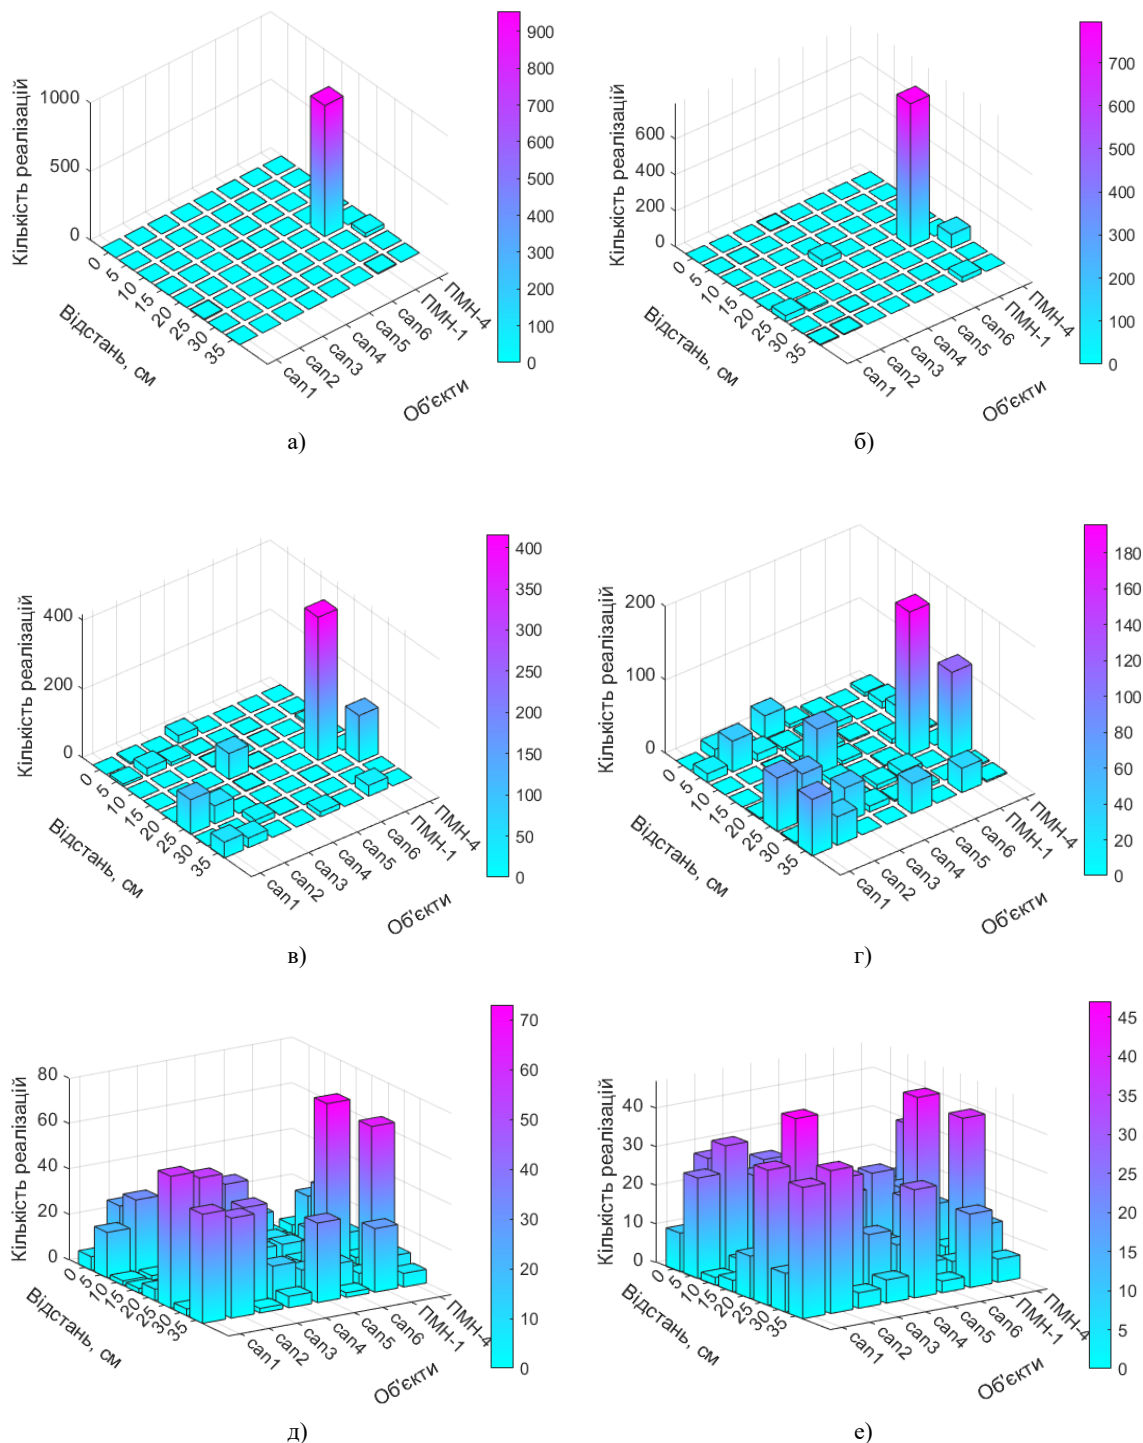 Кількість реалізацій
1000
500
0
0
5
10
15
20
25
30
35
Відстань, см
can1
can2
can3
can4
can5
can6
ПМН-1
ПМН-4
Об'єкти
900
800
700
600
500
400
300
200
100
0
а)
Кількість реалізацій
600
400
200
0
0
5
10
15
20
25
30
35
Відстань, см
can1
can2
can3
can4
can5
can6
ПМН-1
ПМН-4
Об'єкти
700
600
500
400
300
200
100
0
б)
Кількість реалізацій
400
200
0
0
5
10
15
20
25
30
35
Відстань, см
can1
can2
can3
can4
can5
can6
ПМН-1
ПМН-4
Об'єкти
400
350
300
250
200
150
100
50
0
в)
Кількість реалізацій
200
100
0
0
5
10
15
20
25
30
35
Відстань, см
can1
can2
can3
can4
can5
can6
ПМН-1
ПМН-4
Об'єкти
180
160
140
120
100
80
60
40
20
0
г)
Кількість реалізацій
80
60
40
20
0
0
5
10
15
20
25
30
35
Відстань, см
can1
can2
can3
can4
can5
can6
ПМН-1
ПМН-4
Об'єкти
70
60
50
40
30
20
10
0
д)
Кількість реалізацій
40
30
20
10
0
0
5
10
15
20
25
30
35
Відстань, см
can1
can2
can3
can4
can5
can6
ПМН-1
ПМН-4
Об'єкти
45
40
35
30
25
20
15
10
5
0
е)